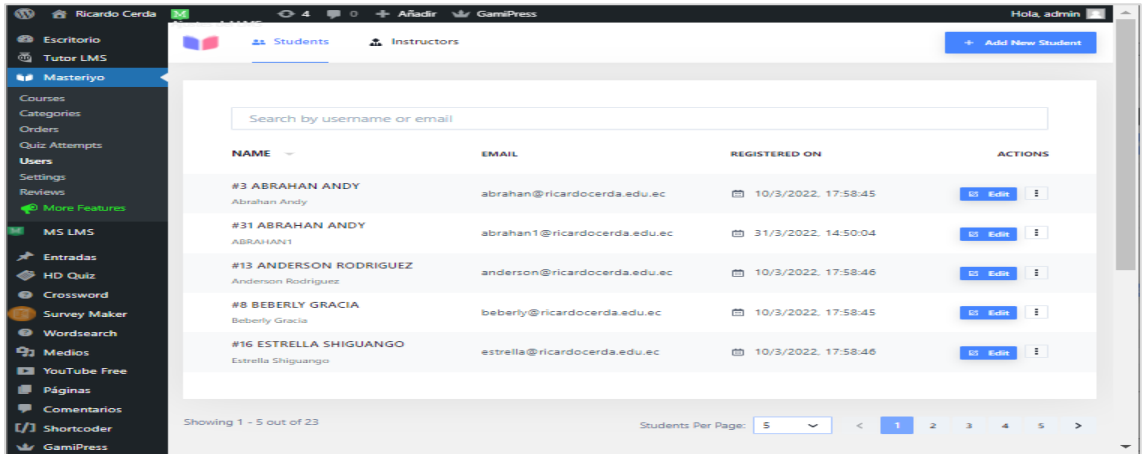 Ricardo Cerda 4 0 Añadir GamiPress Hola, admin
Escritorio
Tutor LMS
Masteriyo
Courses
Categories
Orders
Quiz Attempts
Users
Settings
Reviews
More Features
MS LMS
Entradas
HD Quiz
Crossword
Survey Maker
Wordsearch
Medios
YouTube Free
Páginas
Comentarios
Shortcoder
GamiPress
Students Instructors + Add New Student
Search by username or email
NAME EMAIL REGISTERED ON ACTIONS
#3 ABRAHAN ANDY abrahan@ricardocerda.edu.ec 10/3/2022, 17:58:45 Edit
Abrahan Andy
#31 ABRAHAN ANDY abrahan1@ricardocerda.edu.ec 31/3/2022, 14:50:04 Edit
ABRAHAN1
#13 ANDERSON RODRIGUEZ anderson@ricardocerda.edu.ec 10/3/2022, 17:58:46 Edit
Anderson Rodriguez
#8 BEBERLY GRACIA beberly@ricardocerda.edu.ec 10/3/2022, 17:58:45 Edit
Beberly Gracia
#16 ESTRELLA SHIGUANGO estrella@ricardocerda.edu.ec 10/3/2022, 17:58:46 Edit
Estrella Shiguango
Showing 1 - 5 out of 23 Students Per Page: 5 < 1 2 3 4 5 >